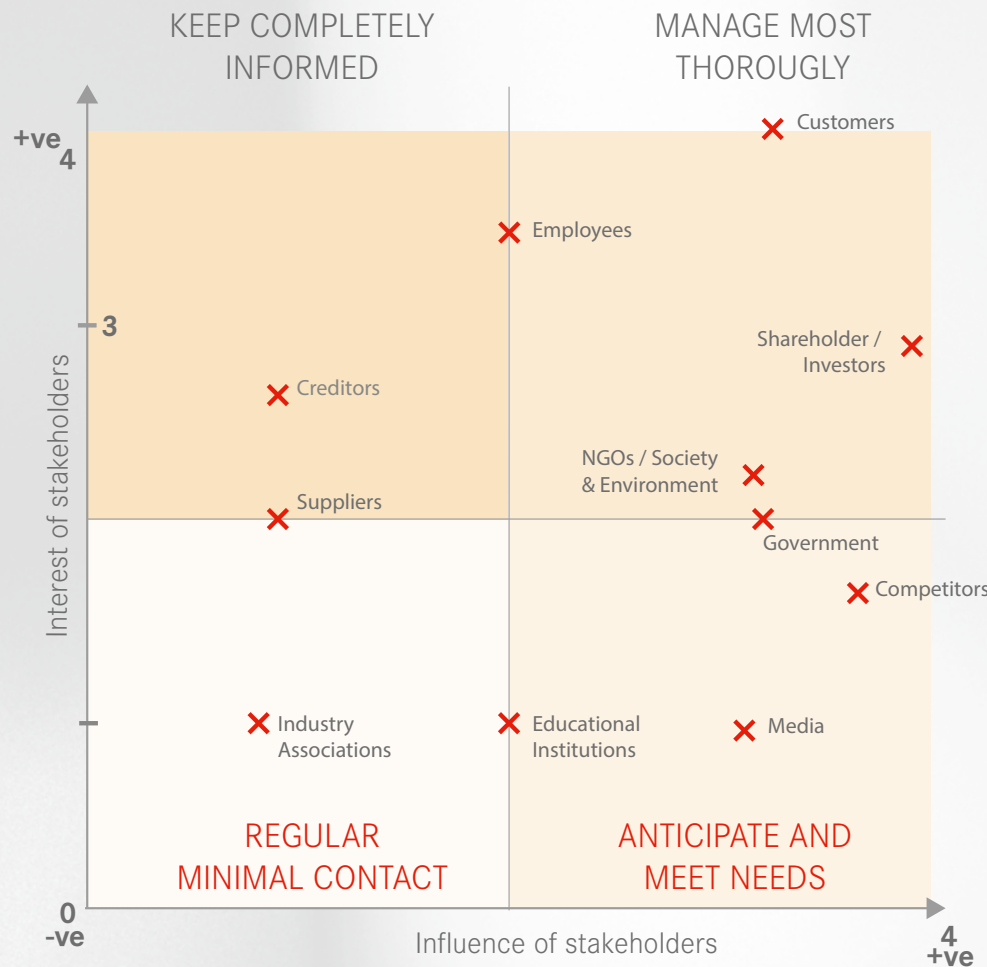 KEEP COMPLETELY
INFORMED
MANAGE MOST
THOROUGLY
+ve
4
Customers
Employees
3
Shareholder /
Investors
Creditors
NGOs / Society
& Environment
Suppliers
Government
Competitors
Interest of stakeholders
Industry
Associations
Educational
Institutions
Media
REGULAR
MINIMAL CONTACT
ANTICIPATE AND
MEET NEEDS
0
-ve
Influence of stakeholders
4
+ve